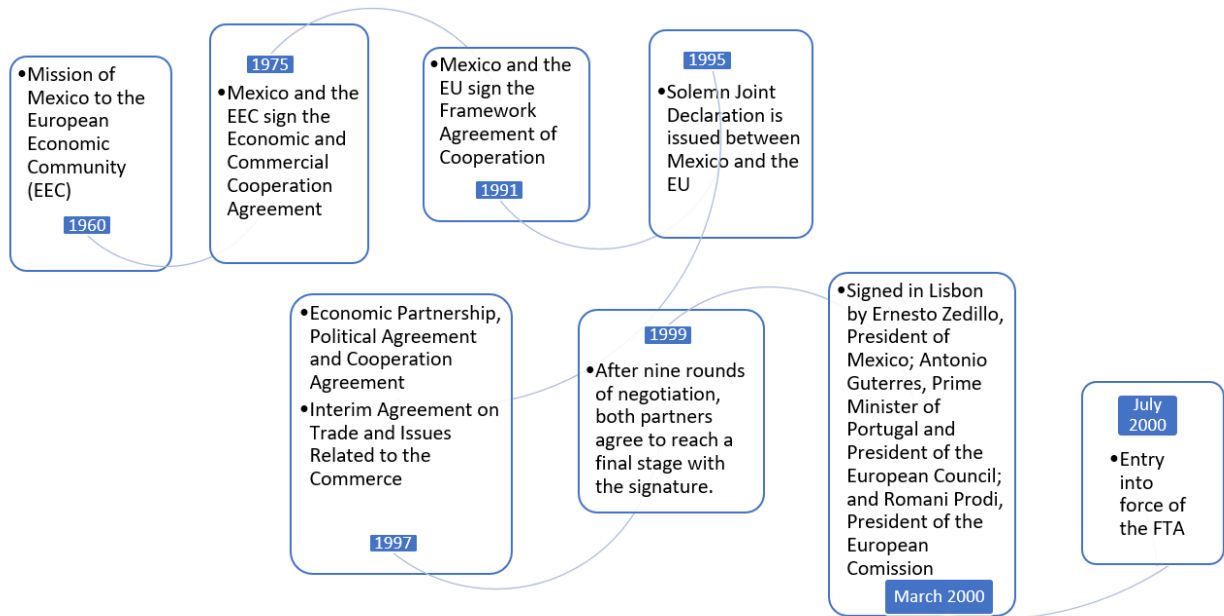 •Mission of
Mexico to the
European
Economic
Community
(EEC)
1960
1975
•Mexico and the
EEC sign the
Economic and
Commercial
Cooperation
Agreement
•Mexico and the
EU sign the
Framework
Agreement of
Cooperation
1991
1995
•Solemn Joint
Declaration is
issued between
Mexico and the
EU
•Economic Partnership,
Political Agreement
and Cooperation
Agreement
•Interim Agreement on
Trade and Issues
Related to the
Commerce
1997
1999
•After nine rounds
of negotiation,
both partners
agree to reach a
final stage with
the signature.
•Signed in Lisbon
by Ernesto Zedillo,
President of
Mexico; Antonio
Guterres, Prime
Minister of
Portugal and
President of the
European Council;
and Romani Prodi,
President of the
European
Comission
March 2000
July
2000
•Entry
into
force of
the FTA